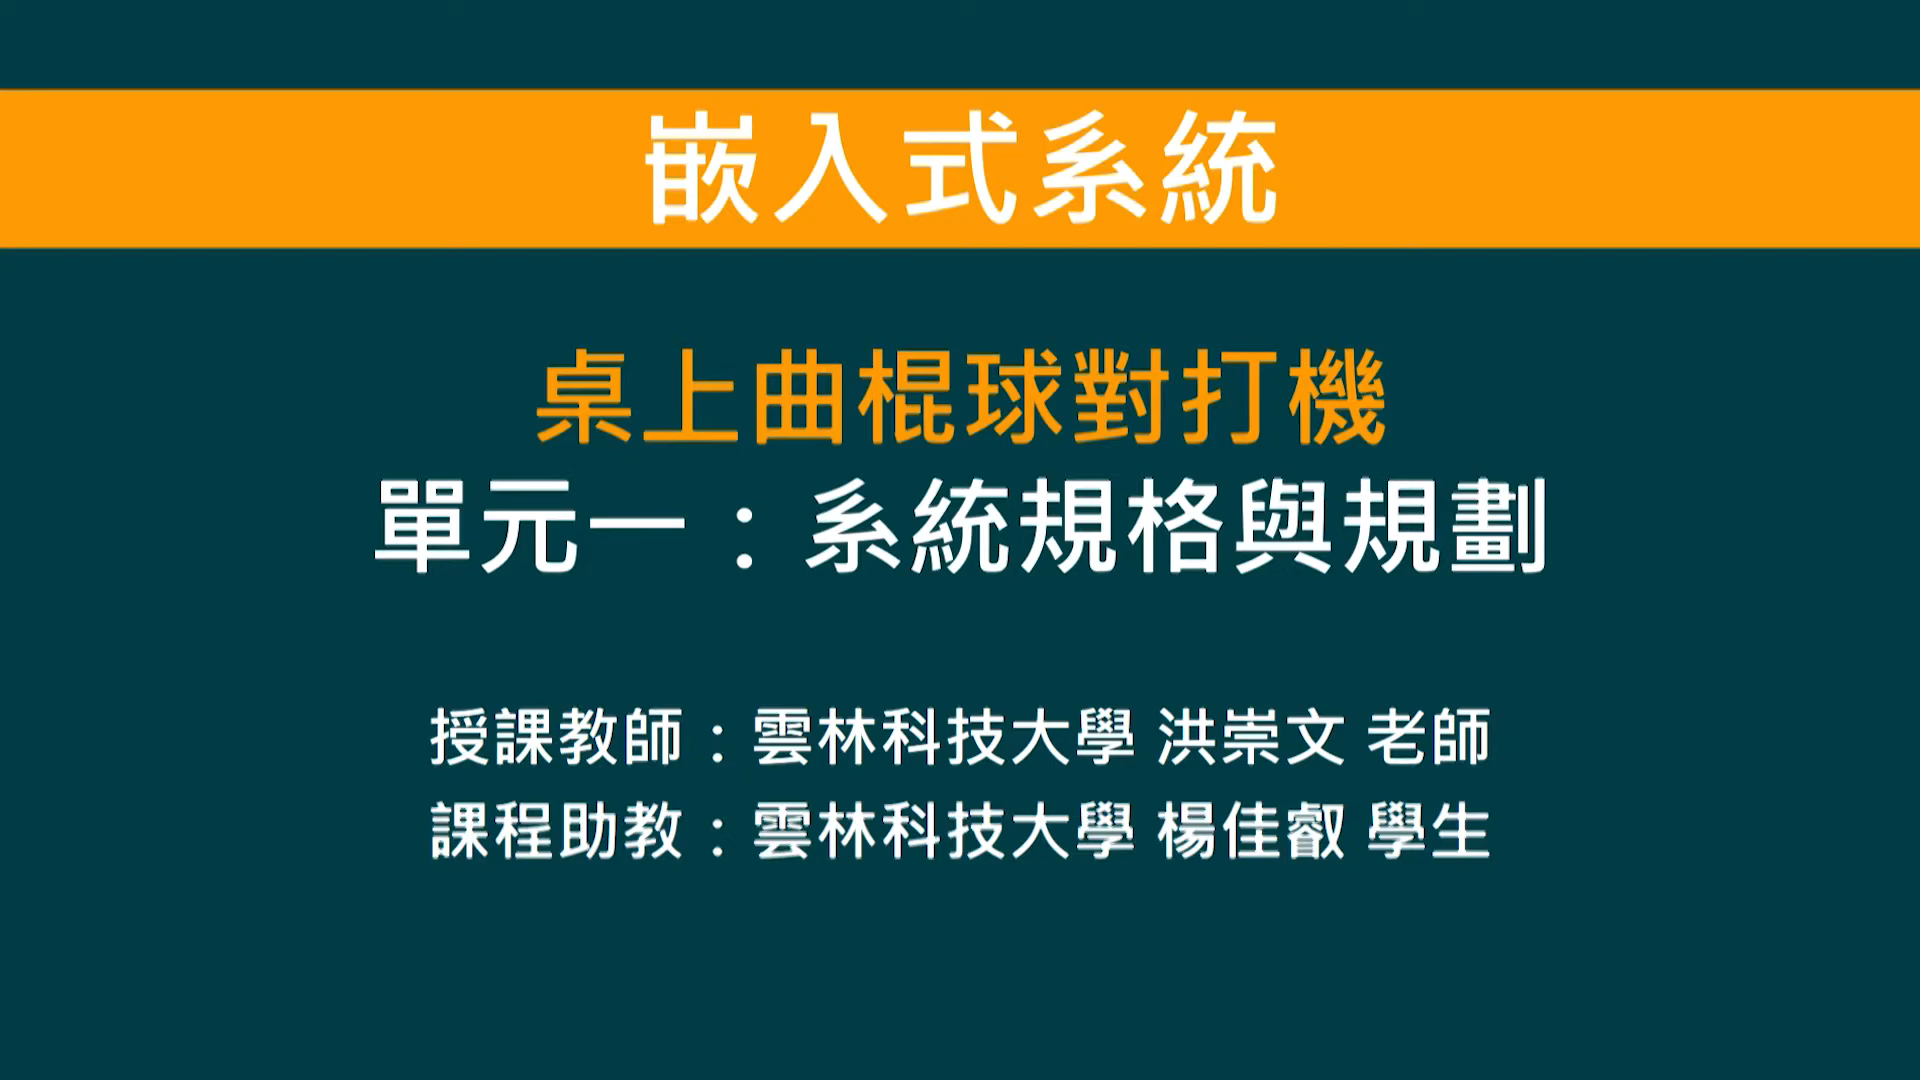 嵌入式系統
桌上曲棍球對打機
單元一：系統規格與規劃
授課教師：雲林科技大學 洪崇文 老師
課程助教：雲林科技大學 楊佳叡 學生